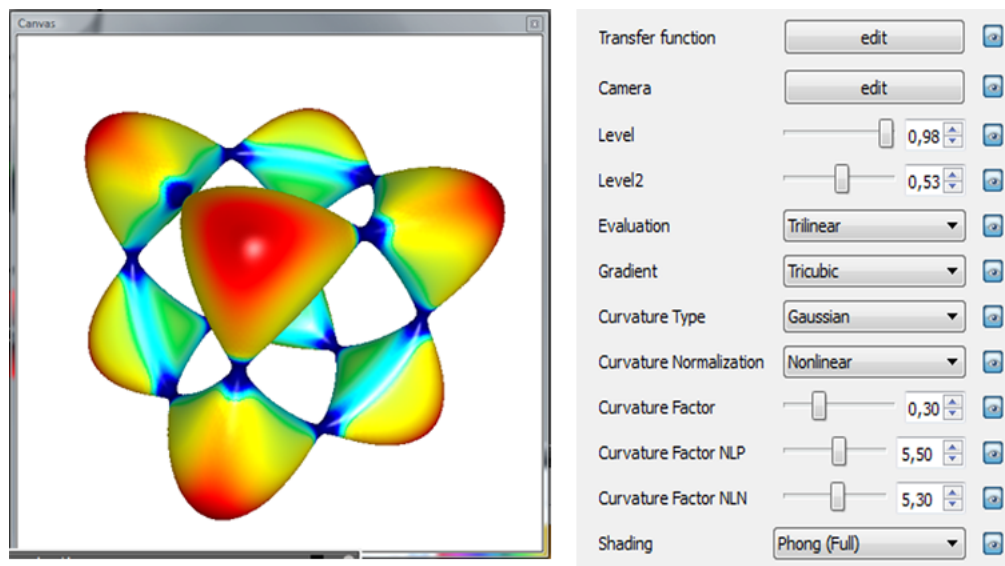 Canvas
Transfer function edit
Camera edit
Level 0,98
Level2 0,53
Evaluation Trilinear
Gradient Tricubic
Curvature Type Gaussian
Curvature Normalization Nonlinear
Curvature Factor 0,30
Curvature Factor NLP 5,50
Curvature Factor NLN 5,30
Shading Phong (Full)